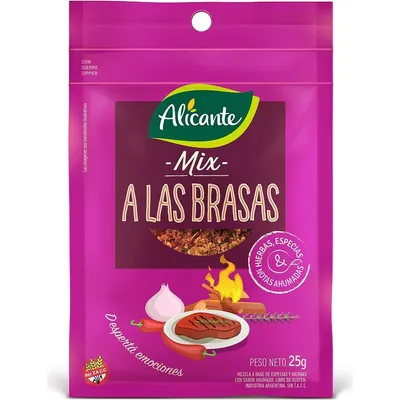 CON
CIERRE
ZIPPER
Alicante
-Mix-
A LAS BRASAS
HIERBAS, ESPECIAS
& NOTAS AHUMADAS
Despertá emociones
Sin T.A.C.C.
PESO NETO 25g
MEZCLA A BASE DE ESPECIAS Y HIERBAS
CON SABOR AHUMADO. LIBRE DE GLUTEN.
INDUSTRIA ARGENTINA. SIN T.A.C.C.